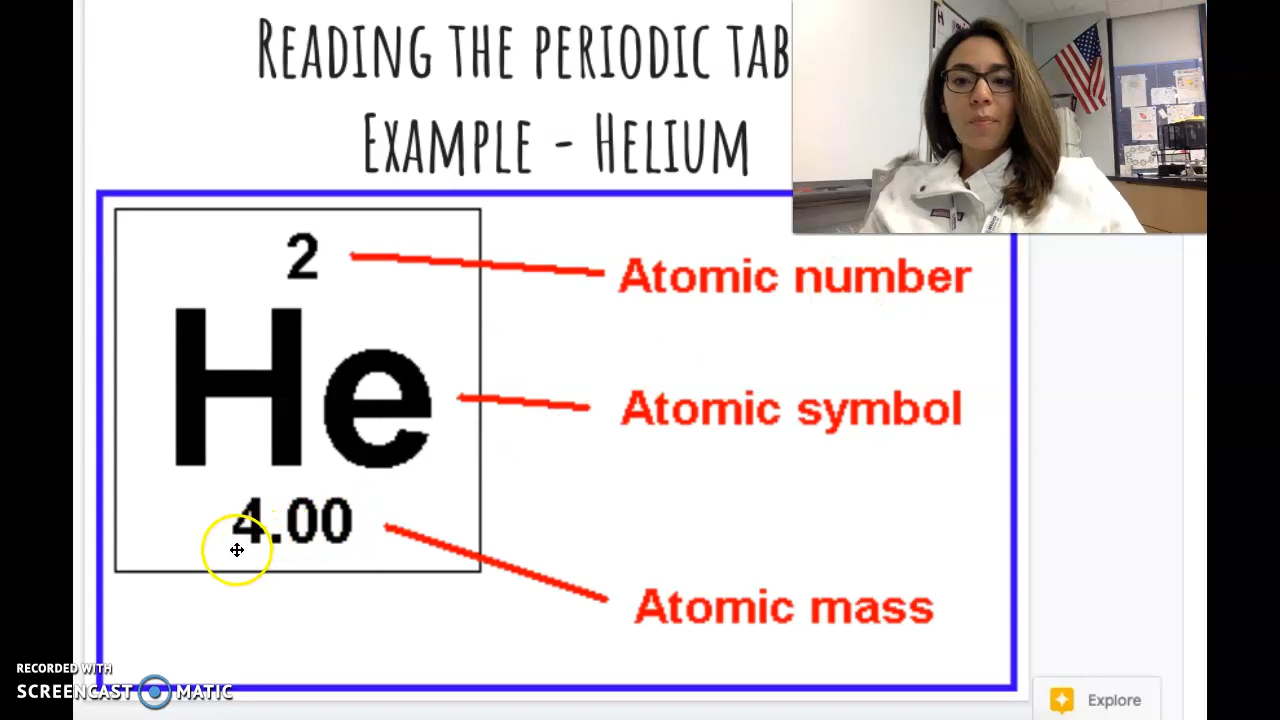 READING THE PERIODIC TAB
EXAMPLE - HELIUM
2
Atomic number
He
Atomic symbol
4.00
Atomic mass
RECORDED WITH
SCREENCAST MATIC
Explore